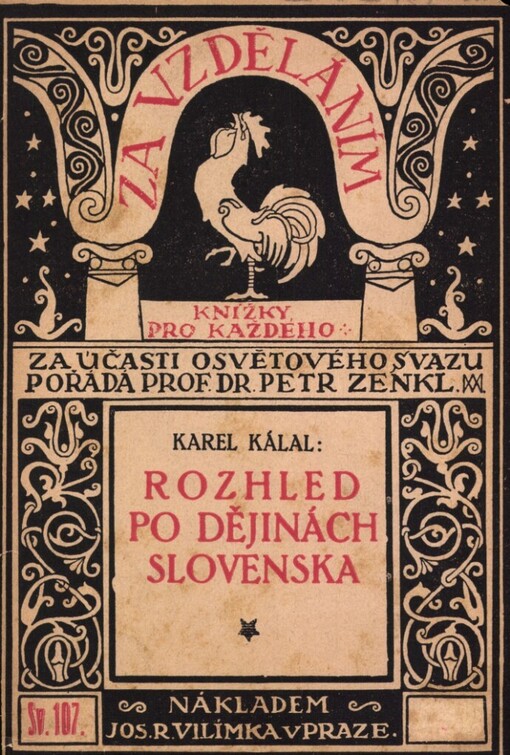 ZA VZDĚLÁNÍM
KNÍŽKY
PRO KAŽDÉHO
ZA ÚČASTI OSVĚTOVÉHO SVAZU
POŘÁDÁ PROF. DR. PETR ZENKL.
KAREL KÁLAL:
ROZHLED
PO DĚJINÁCH
SLOVENSKA
Sv. 107.
NÁKLADEM
JOS. R. VILÍMKA V PRAZE.